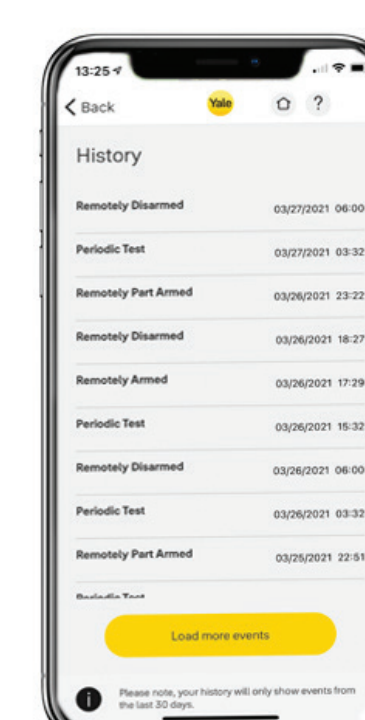 13:25
Back
Yale
?
History
Remotely Disarmed 03/27/2021 06:00
Periodic Test 03/27/2021 03:32
Remotely Part Armed 03/26/2021 23:22
Remotely Disarmed 03/26/2021 18:27
Remotely Armed 03/26/2021 17:29
Periodic Test 03/26/2021 15:32
Remotely Disarmed 03/26/2021 06:00
Periodic Test 03/26/2021 03:32
Remotely Part Armed 03/25/2021 22:51
Periodic Test
Load more events
i
Please note, your history will only show events from
the last 30 days.